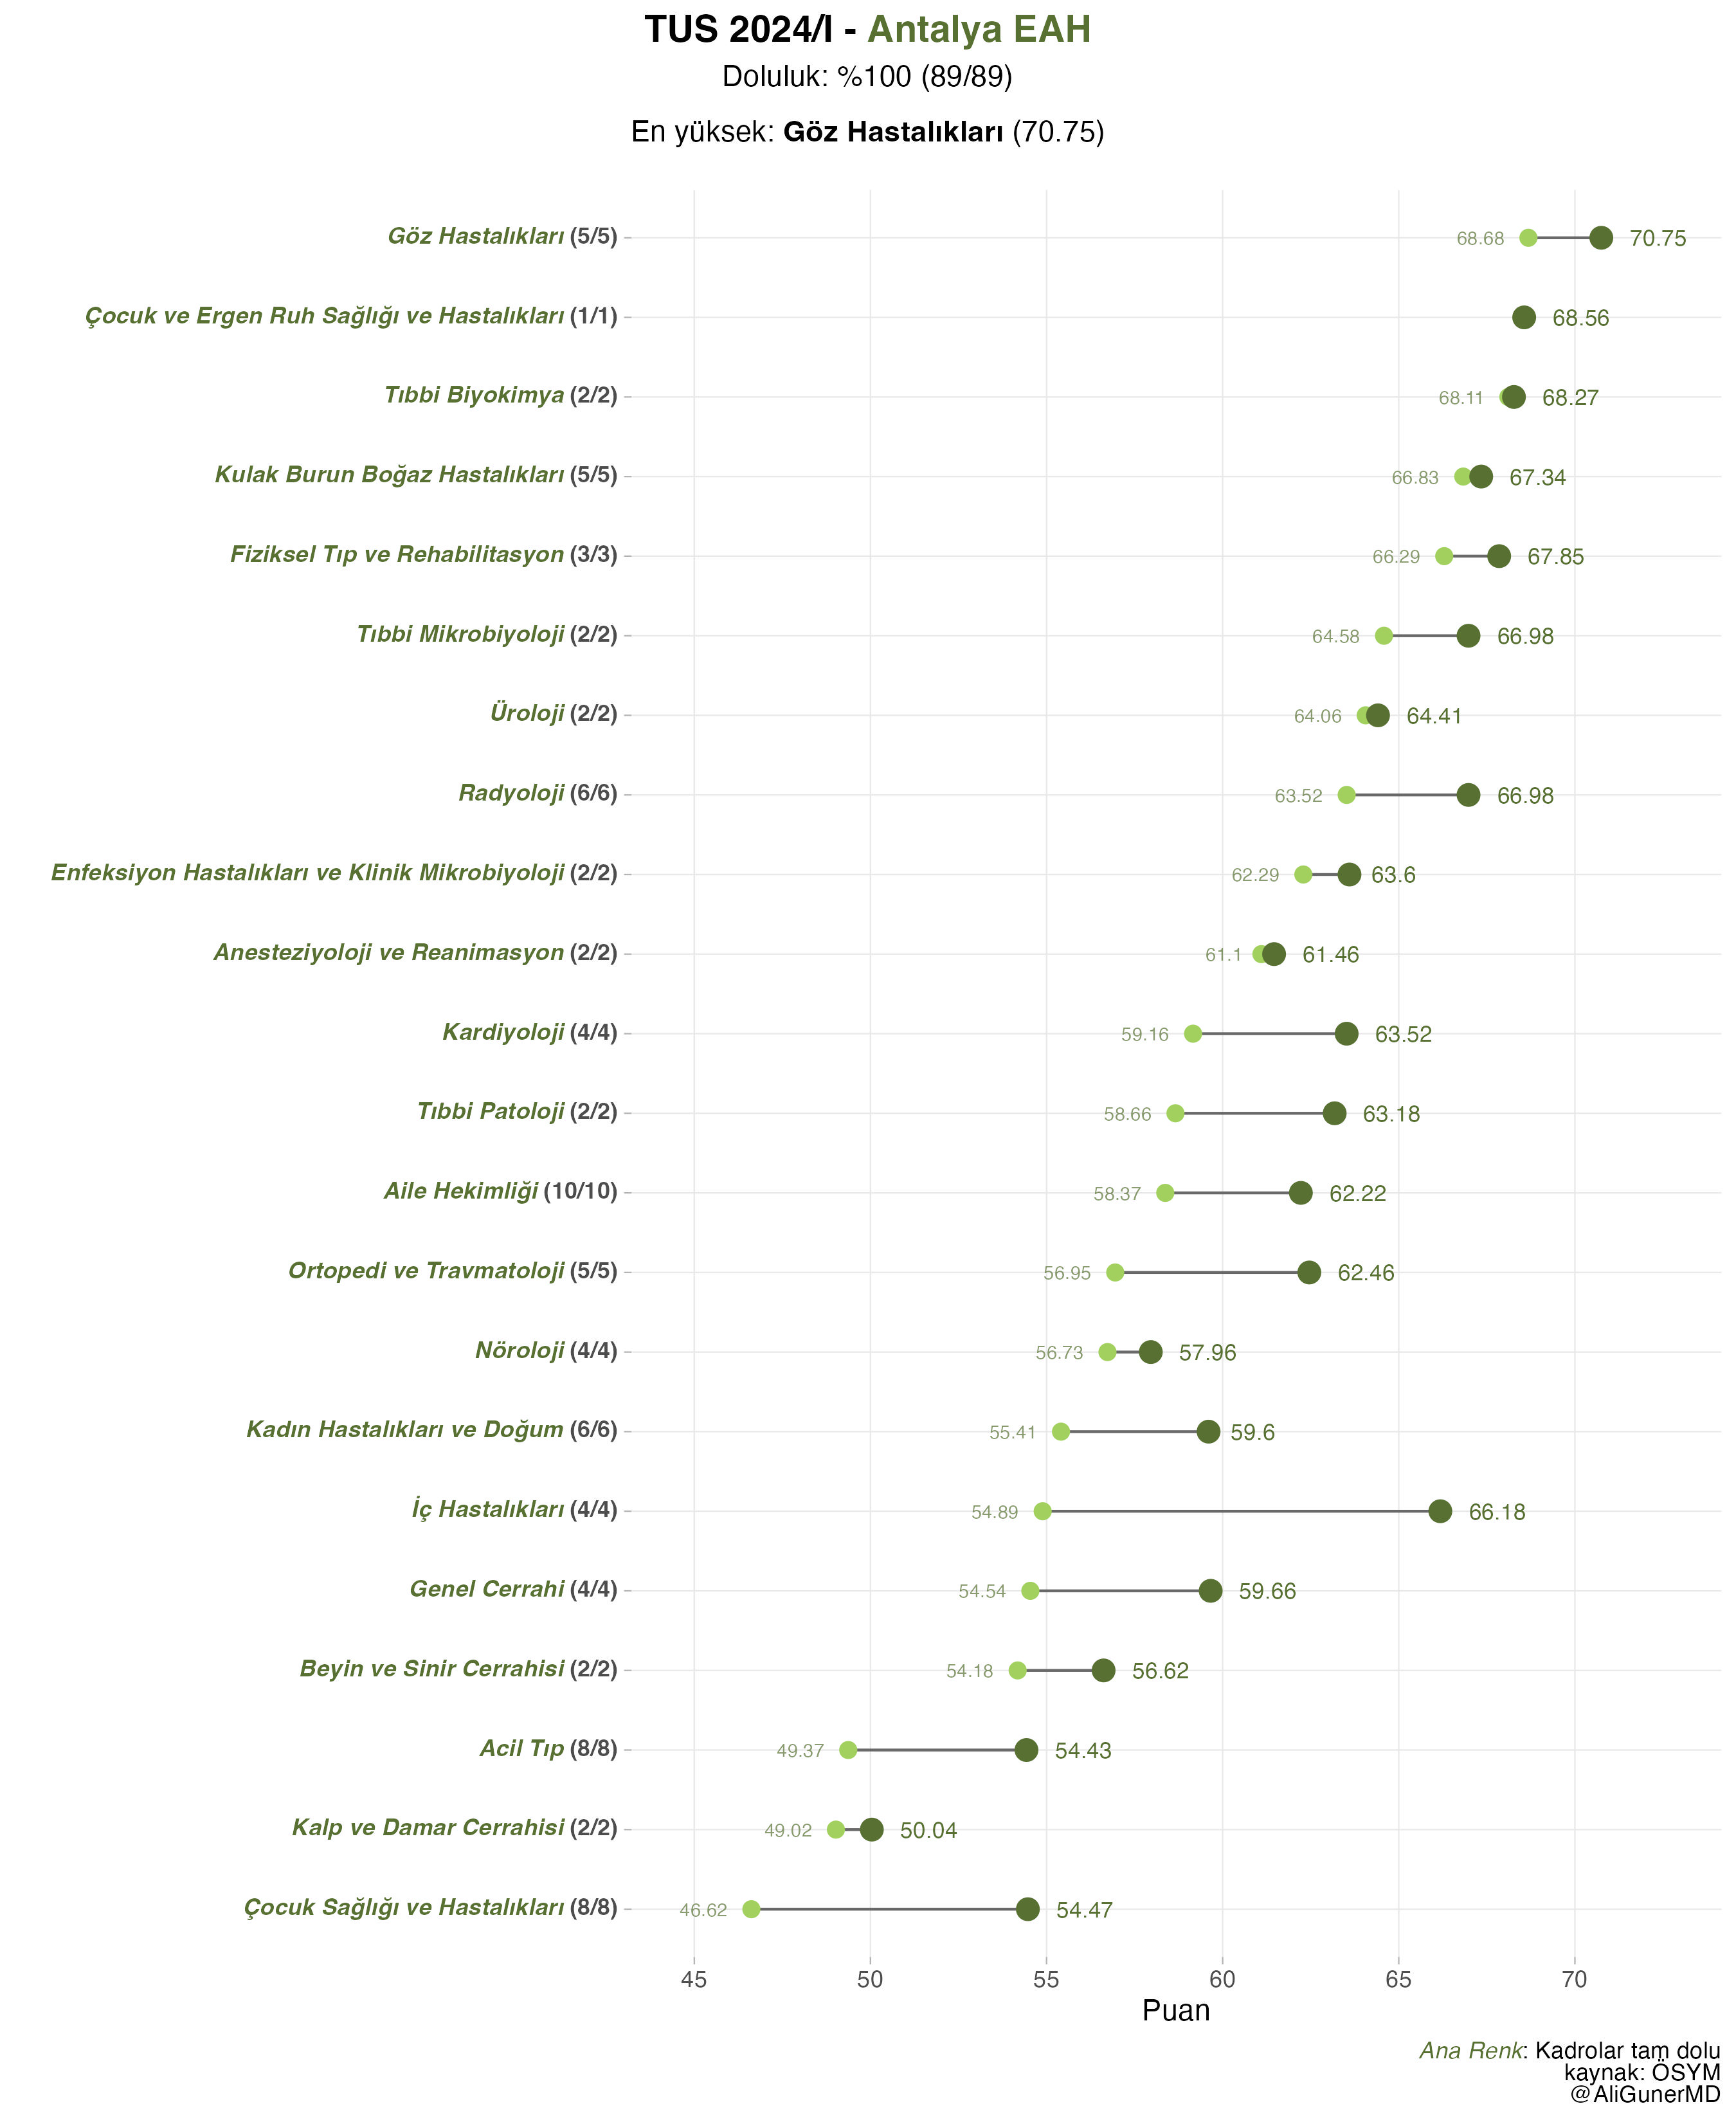 TUS 2024/I - Antalya EAH
Doluluk: %100 (89/89)
En yüksek: Göz Hastalıkları (70.75)
Göz Hastalıkları (5/5) 68.68 70.75
Çocuk ve Ergen Ruh Sağlığı ve Hastalıkları (1/1) 68.56
Tıbbi Biyokimya (2/2) 68.11 68.27
Kulak Burun Boğaz Hastalıkları (5/5) 66.83 67.34
Fiziksel Tıp ve Rehabilitasyon (3/3) 66.29 67.85
Tıbbi Mikrobiyoloji (2/2) 64.58 66.98
Üroloji (2/2) 64.06 64.41
Radyoloji (6/6) 63.52 66.98
Enfeksiyon Hastalıkları ve Klinik Mikrobiyoloji (2/2) 62.29 63.6
Anesteziyoloji ve Reanimasyon (2/2) 61.1 61.46
Kardiyoloji (4/4) 59.16 63.52
Tıbbi Patoloji (2/2) 58.66 63.18
Aile Hekimliği (10/10) 58.37 62.22
Ortopedi ve Travmatoloji (5/5) 56.95 62.46
Nöroloji (4/4) 56.73 57.96
Kadın Hastalıkları ve Doğum (6/6) 55.41 59.6
İç Hastalıkları (4/4) 54.89 66.18
Genel Cerrahi (4/4) 54.54 59.66
Beyin ve Sinir Cerrahisi (2/2) 54.18 56.62
Acil Tıp (8/8) 49.37 54.43
Kalp ve Damar Cerrahisi (2/2) 49.02 50.04
Çocuk Sağlığı ve Hastalıkları (8/8) 46.62 54.47
45 50 55 60 65 70
Puan
Ana Renk: Kadrolar tam dolu
kaynak: ÖSYM
@AliGunerMD